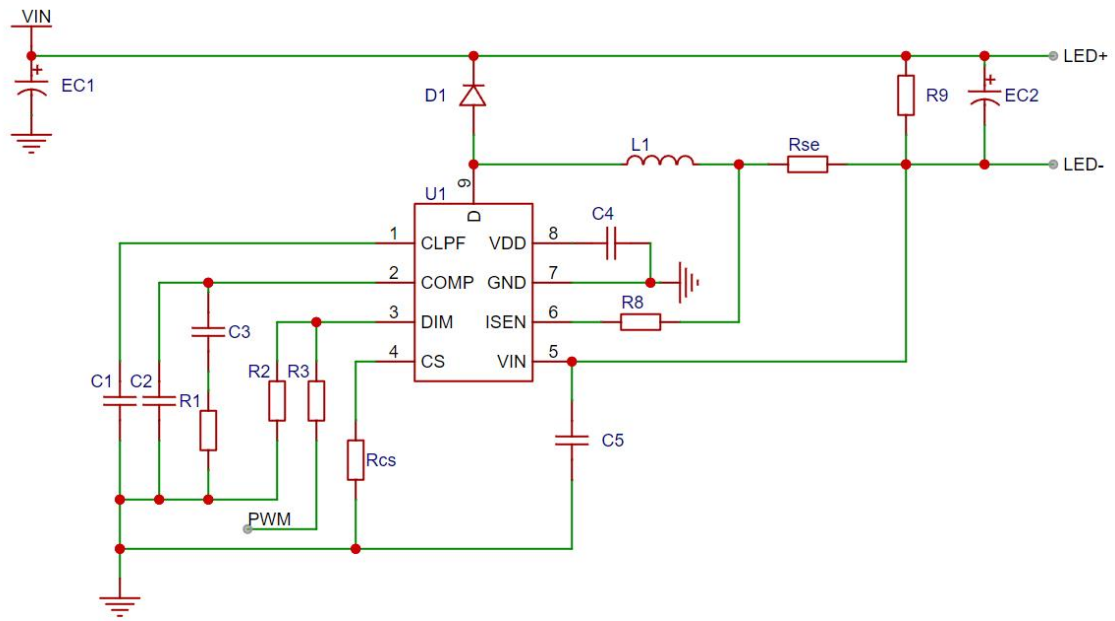 VIN
LED+
EC1
D1
R9
EC2
L1
Rse
LED-
9
U1
D
C4
1
CLPF
VDD
8
2
COMP
GND
7
R8
3
DIM
ISEN
6
C3
4
CS
VIN
5
C1
C2
R1
R2
R3
Rcs
C5
PWM